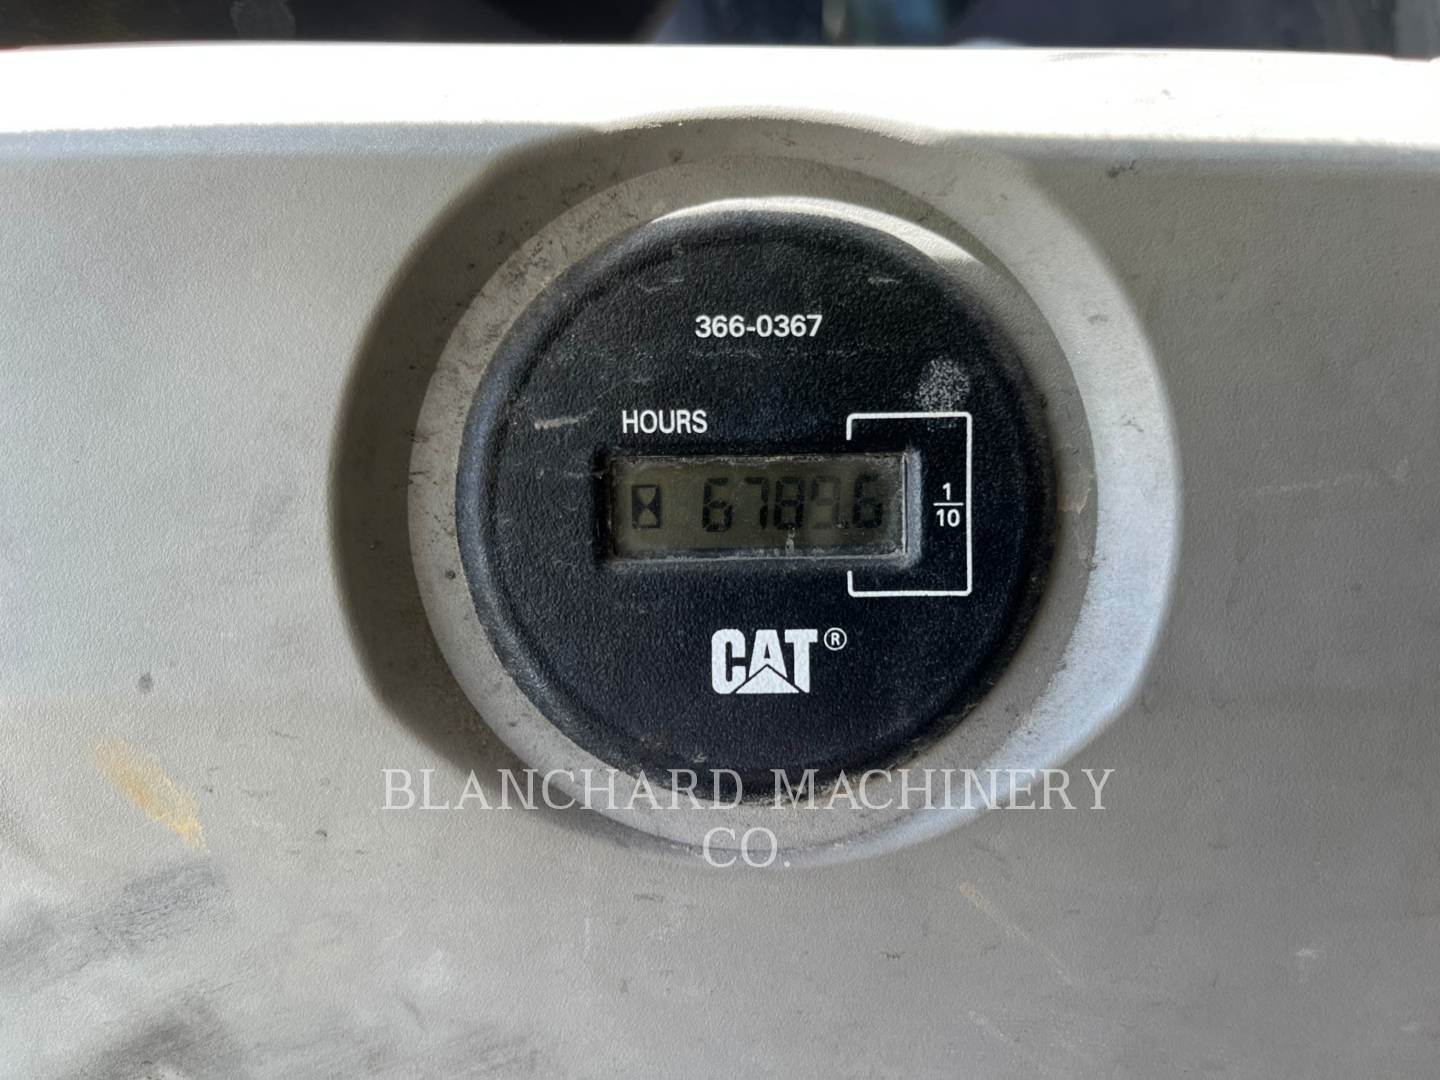 366-0367
HOURS
6789.6
1/10
CAT®
BLANCHARD MACHINERY
CO.